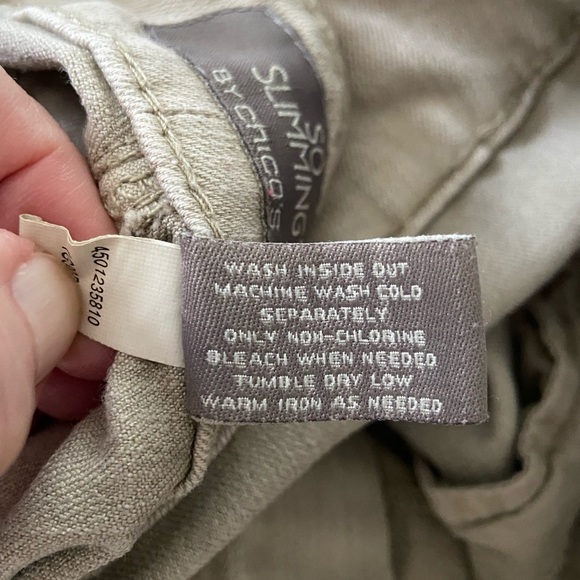 SO
SLIMMING
BY CHICO'S
4501235810
WASH INSIDE OUT
MACHINE WASH COLD
SEPARATELY
ONLY NON-CHLORINE
BLEACH WHEN NEEDED
TUMBLE DRY LOW
WARM IRON AS NEEDED